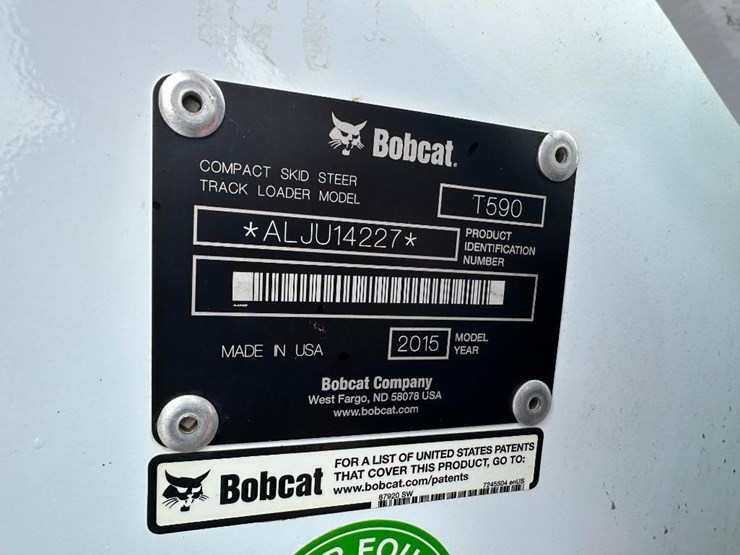 Bobcat.
COMPACT SKID STEER
TRACK LOADER MODEL
T590
*ALJU14227*
PRODUCT
IDENTIFICATION
NUMBER
MADE IN USA
2015
MODEL
YEAR
Bobcat Company
West Fargo, ND 58078 USA
www.bobcat.com
Bobcat
FOR A LIST OF UNITED STATES PATENTS
THAT COVER THIS PRODUCT, GO TO:
www.bobcat.com/patents
87920 SW
7245504 enUS